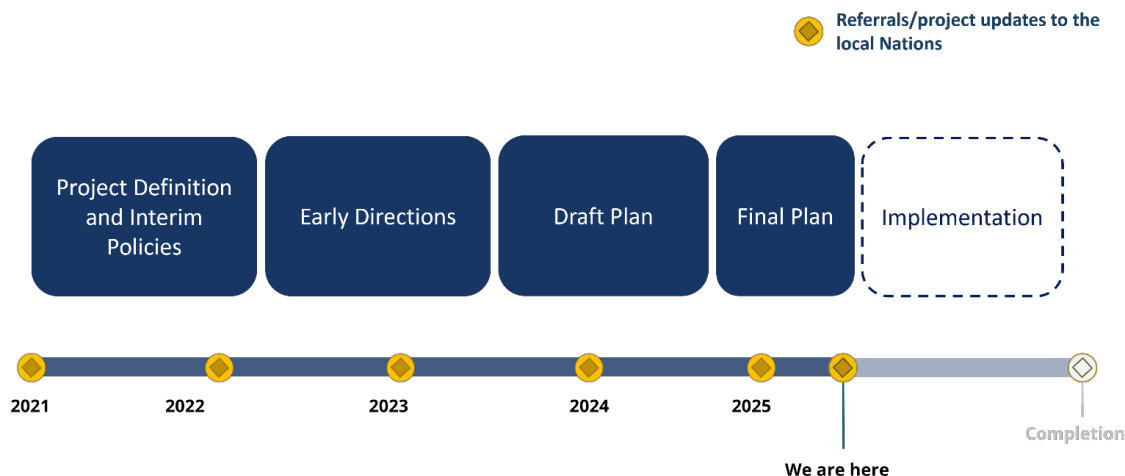 Referrals/project updates to the
local Nations
Project Definition
and Interim
Policies
Early Directions
Draft Plan
Final Plan
Implementation
2021
2022
2023
2024
2025
Completion
We are here